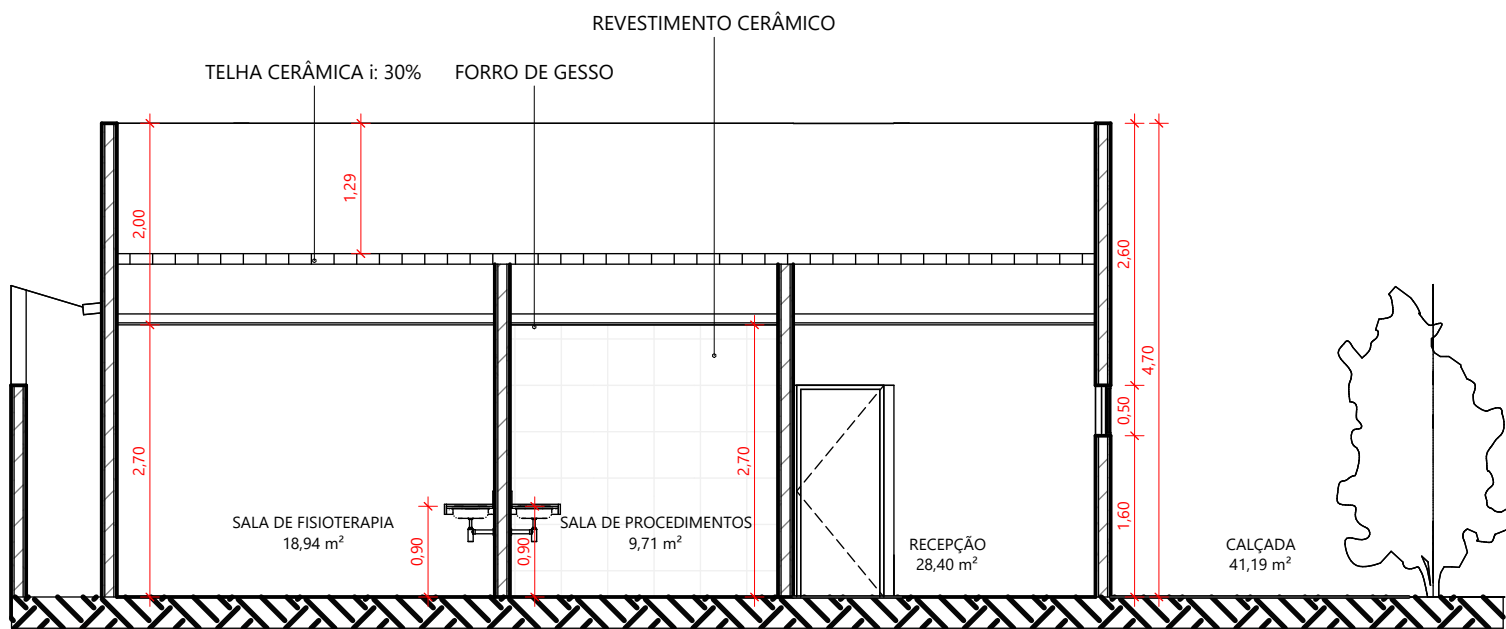 REVESTIMENTO CERÂMICO
TELHA CERÂMICA i: 30%
FORRO DE GESSO
2,00
1,29
2,60
4,70
0,50
2,70
2,70
1,60
0,90
0,90
SALA DE FISIOTERAPIA
18,94 m²
SALA DE PROCEDIMENTOS
9,71 m²
RECEPÇÃO
28,40 m²
CALÇADA
41,19 m²